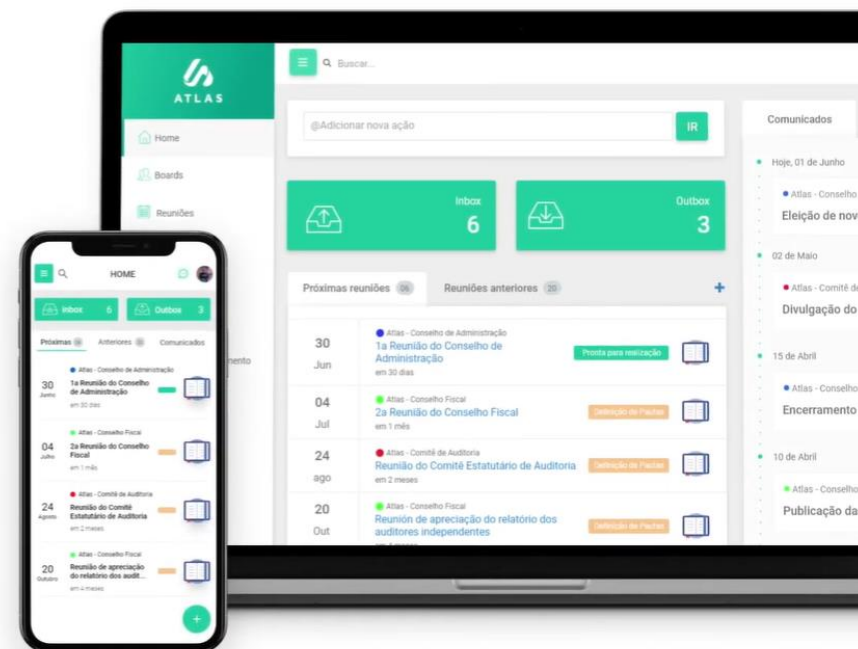 ATLAS
Home
Boards
Reuniões
mento
Buscar...
@Adicionar nova ação
IR
Inbox
6
Outbox
3
Próximas reuniões 06
Reuniões anteriores 20
+
30
Jun
Atlas - Conselho de Administração
1a Reunião do Conselho de
Administração
em 30 dias
Pronta para realização
04
Jul
Atlas - Conselho Fiscal
2a Reunião do Conselho Fiscal
em 1 mês
Definição de Pautas
24
ago
Atlas - Comitê de Auditoria
Reunião do Comitê Estatutário de Auditoria
em 2 meses
Definição de Pautas
20
Out
Atlas - Conselho Fiscal
Reunión de apreciação do relatório dos
auditores independentes
Definição de Pautas
Comunicados
Hoje, 01 de Junho
Atlas - Conselho
Eleição de nov
02 de Maio
Atlas - Comitê de
Divulgação do
15 de Abril
Atlas - Conselho
Encerramento
10 de Abril
Atlas - Conselho
Publicação da
HOME
Inbox 6
Outbox 3
Próximas
Anteriores
Comunicados
30
Junho
Atlas - Conselho de Administração
1a Reunião do Conselho
de Administração
em 30 dias
04
Julho
Atlas - Conselho Fiscal
2a Reunião do Conselho
Fiscal
em 1 mês
24
Agosto
Atlas - Comitê de Auditoria
Reunião do Comitê
Estatutário de Auditoria
em 2 meses
20
Outubro
Atlas - Conselho Fiscal
Reunião de apreciação
do relatório dos audit...
em 4 meses
+